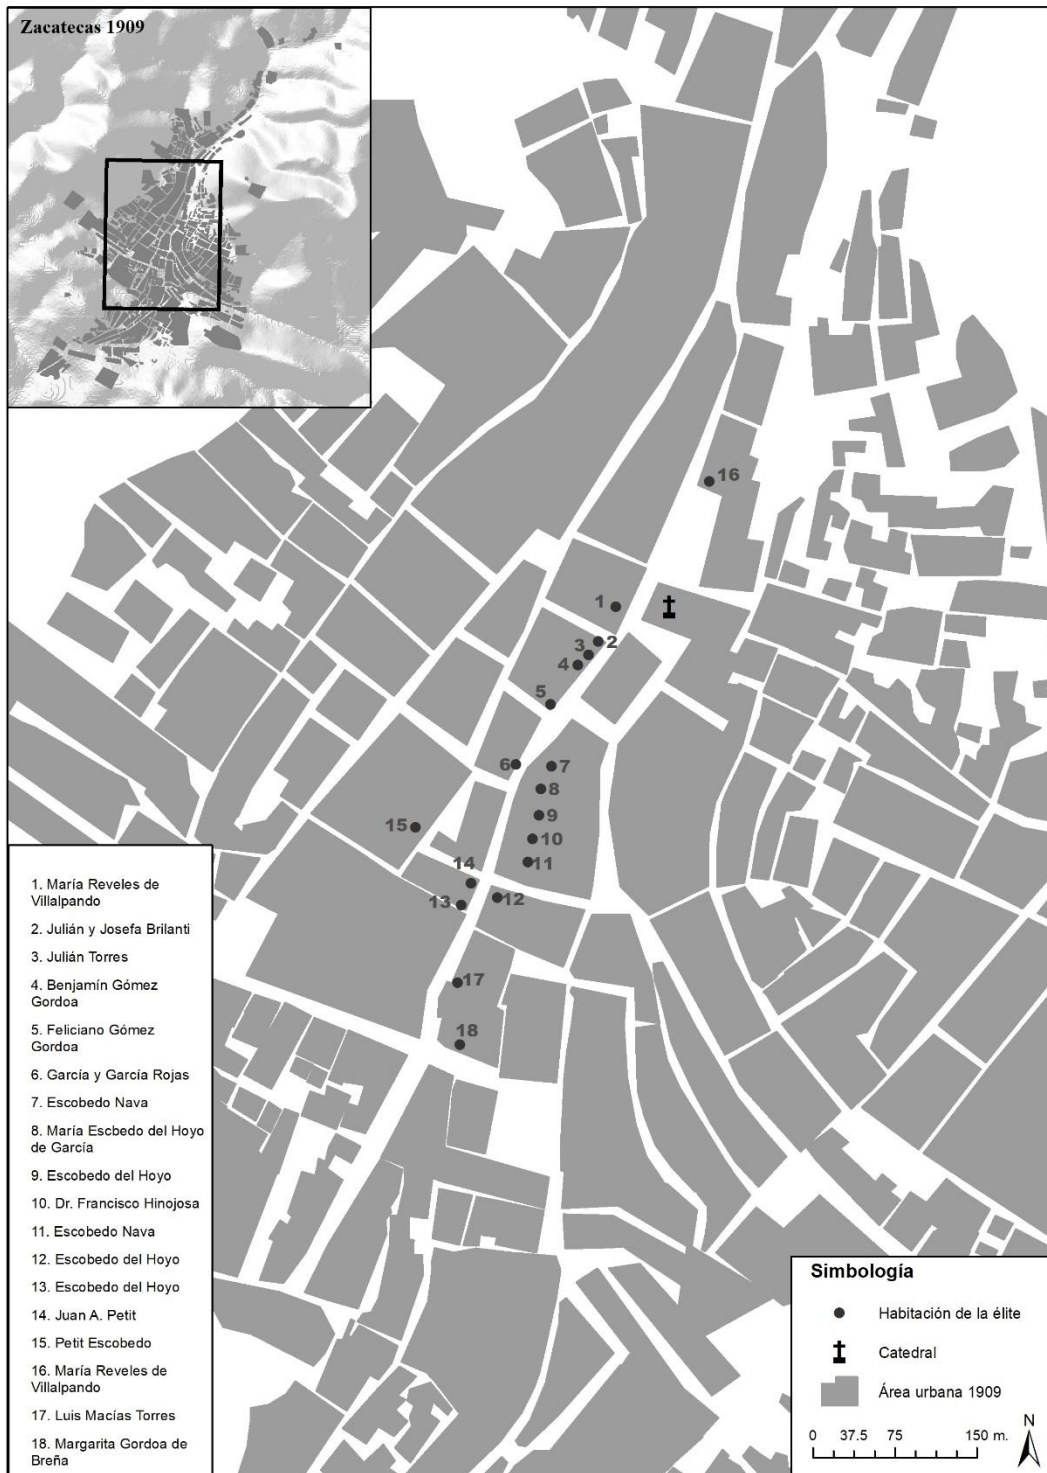 Zacatecas 1909
16
1
2
3
4
5
6
7
8
9
15
10
11
14
12
13
17
18
1. María Reveles de
Villalpando
2. Julián y Josefa Brilanti
3. Julián Torres
4. Benjamín Gómez
Gordoa
5. Feliciano Gómez
Gordoa
6. García y García Rojas
7. Escobedo Nava
8. María Escbedo del Hoyo
de García
9. Escobedo del Hoyo
10. Dr. Francisco Hinojosa
11. Escobedo Nava
12. Escobedo del Hoyo
13. Escobedo del Hoyo
14. Juan A. Petit
15. Petit Escobedo
16. María Reveles de
Villalpando
17. Luis Macías Torres
18. Margarita Gordoa de
Breña
Simbología
Habitación de la élite
Catedral
Área urbana 1909
N
0 37.5 75 150 m.